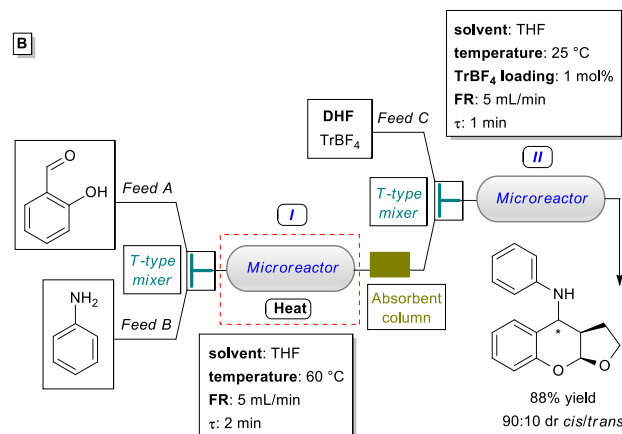 B
solvent: THF
temperature: 25 °C
TrBF4 loading: 1 mol%
FR: 5 mL/min
τ: 1 min
DHF
TrBF4
Feed C
II
T-type
mixer
Microreactor
O
OH
Feed A
I
T-type
mixer
Microreactor
Heat
Absorbent
column
NH2
Feed B
solvent: THF
temperature: 60 °C
FR: 5 mL/min
τ: 2 min
NH
*
O
O
88% yield
90:10 dr cis/trans